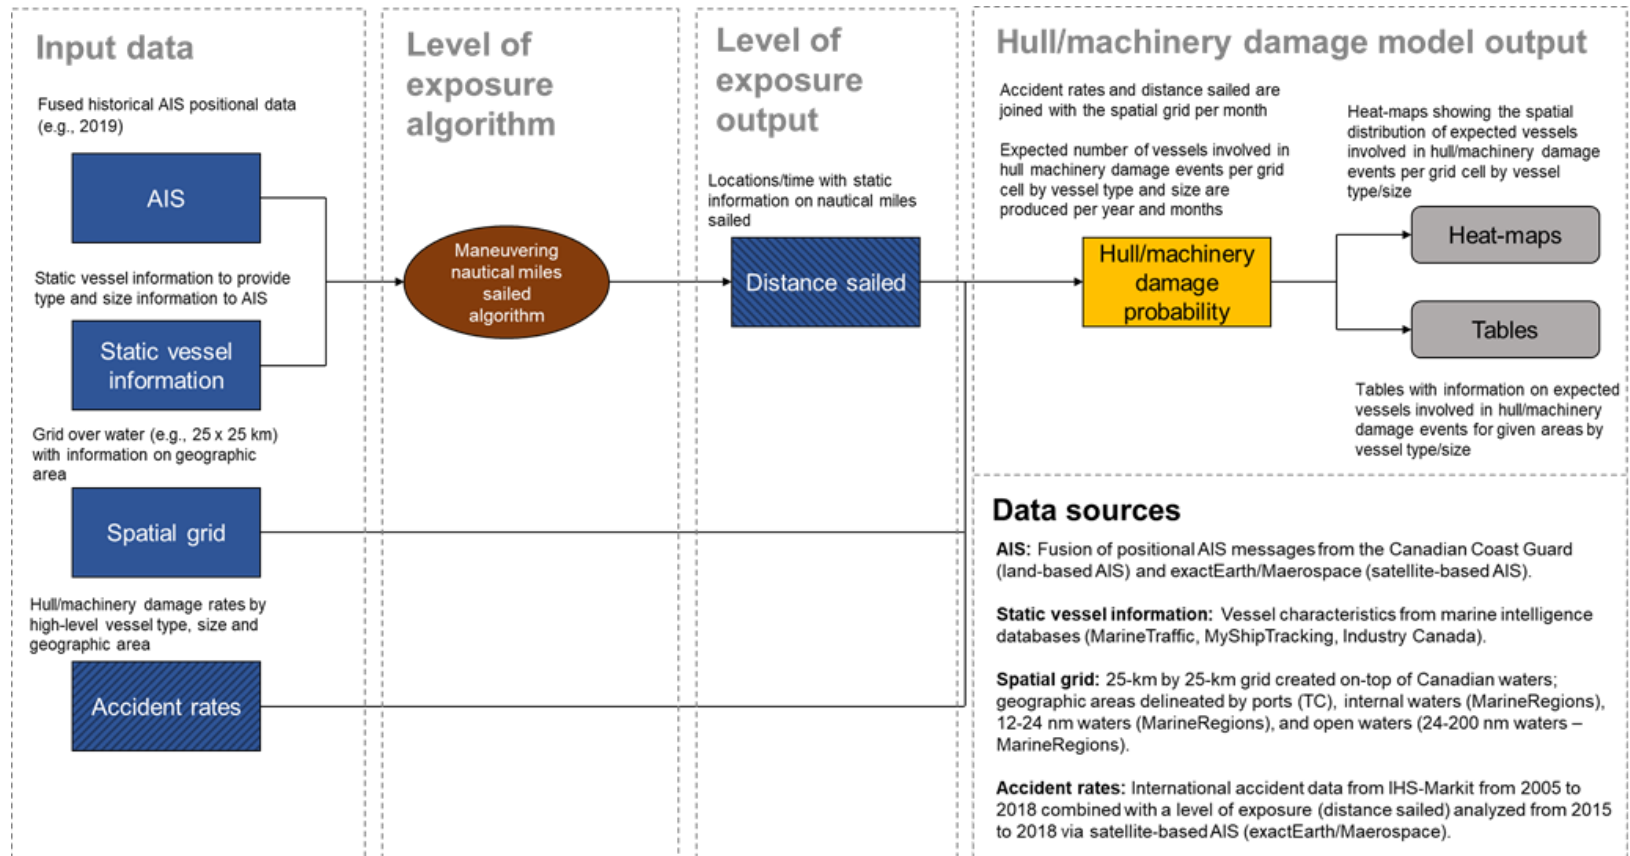 Input data
Fused historical AIS positional data
(e.g., 2019)
AIS
Static vessel information to provide
type and size information to AIS
Static vessel
information
Grid over water (e.g., 25 x 25 km)
with information on geographic
area
Spatial grid
Hull/machinery damage rates by
high-level vessel type, size and
geographic area
Accident rates
Level of
exposure
algorithm
Maneuvering
nautical miles
sailed
algorithm
Level of
exposure
output
Locations/time with static
information on nautical miles
sailed
Distance sailed
Hull/machinery damage model output
Accident rates and distance sailed are
joined with the spatial grid per month
Expected number of vessels involved in
hull machinery damage events per grid
cell by vessel type and size are
produced per year and months
Hull/machinery
damage
probability
Heat-maps showing the spatial
distribution of expected vessels
involved in hull/machinery damage
events per grid cell by vessel
type/size
Heat-maps
Tables
Tables with information on expected
vessels involved in hull/machinery
damage events for given areas by
vessel type/size
Data sources
AIS: Fusion of positional AIS messages from the Canadian Coast Guard
(land-based AIS) and exactEarth/Maerospace (satellite-based AIS).
Static vessel information: Vessel characteristics from marine intelligence
databases (MarineTraffic, MyShipTracking, Industry Canada).
Spatial grid: 25-km by 25-km grid created on-top of Canadian waters;
geographic areas delineated by ports (TC), internal waters (MarineRegions),
12-24 nm waters (MarineRegions), and open waters (24-200 nm waters –
MarineRegions).
Accident rates: International accident data from IHS-Markit from 2005 to
2018 combined with a level of exposure (distance sailed) analyzed from 2015
to 2018 via satellite-based AIS (exactEarth/Maerospace).